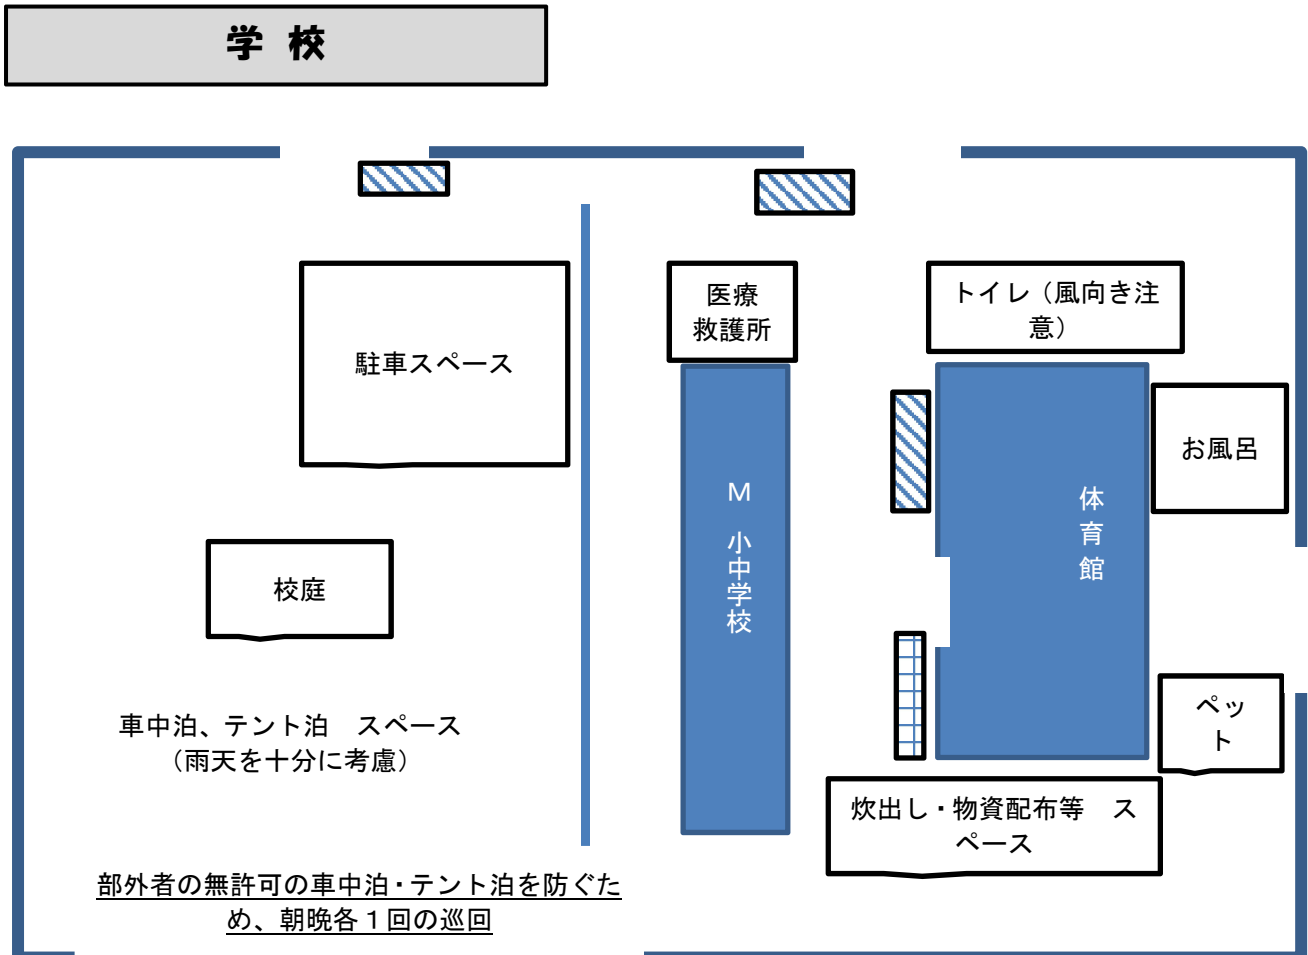 学 校
医療
救護所
トイレ（風向き注
意）
駐車スペース
お風呂
M 小中学校
体育館
校庭
ペッ
ト
車中泊、テント泊　スペース
（雨天を十分に考慮）
炊出し・物資配布等　ス
ペース
部外者の無許可の車中泊・テント泊を防ぐた
め、朝晩各１回の巡回